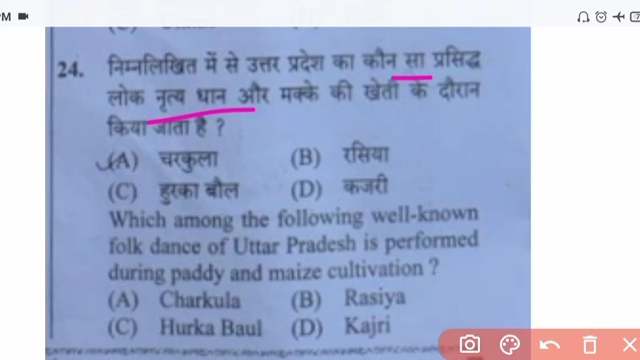 PM
24. निम्नलिखित में से उत्तर प्रदेश का कौन सा प्रसिद्ध
लोक नृत्य धान और मक्के की खेती के दौरान
किया जाता है ?
(A) चरकुला (B) रसिया
(C) हुरका बौल (D) कजरी
Which among the following well-known
folk dance of Uttar Pradesh is performed
during paddy and maize cultivation ?
(A) Charkula (B) Rasiya
(C) Hurka Baul (D) Kajri